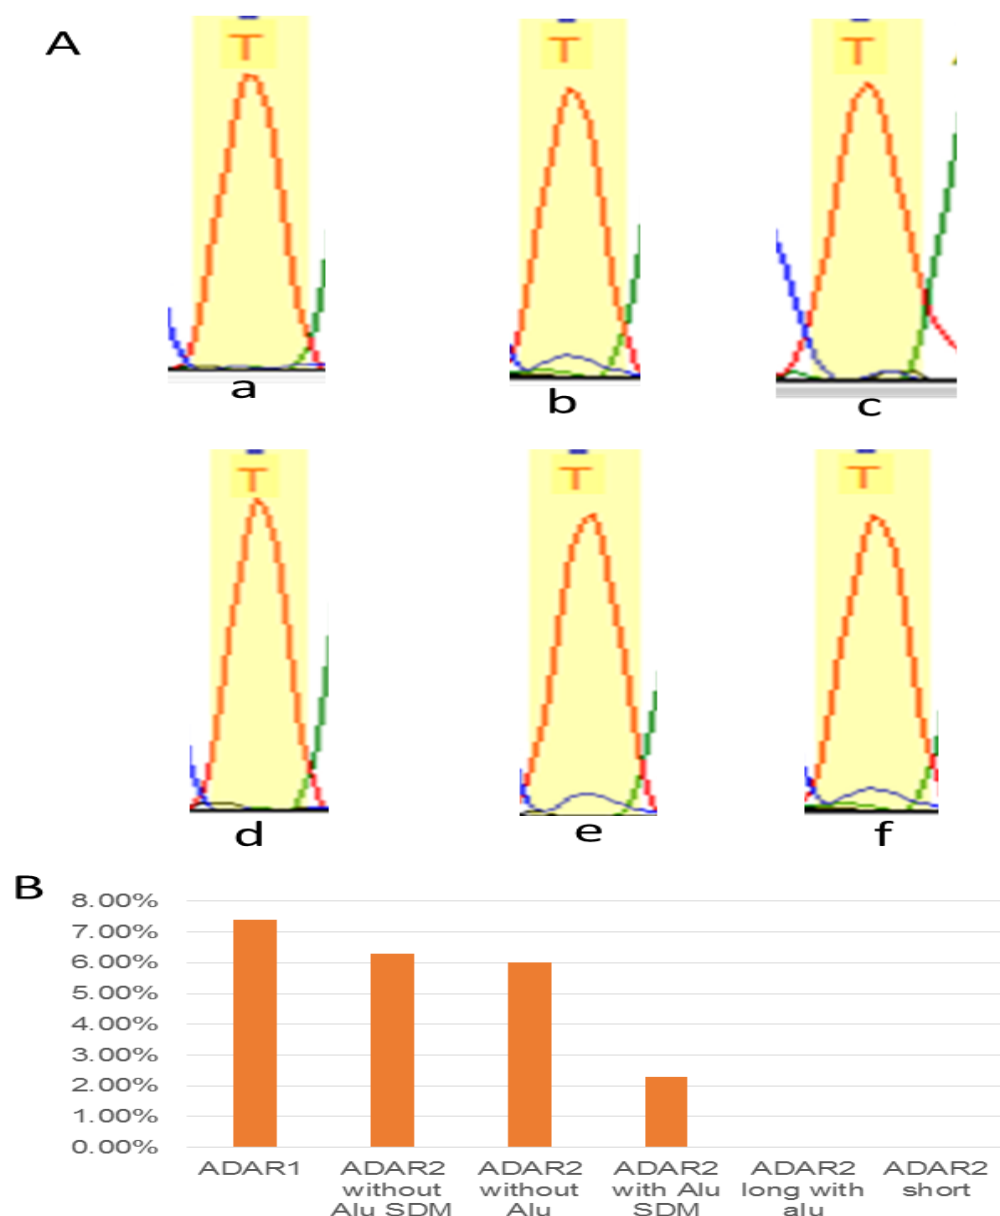 A
T T T
a b c
T T T
d e f
B
8.00%
7.00%
6.00%
5.00%
4.00%
3.00%
2.00%
1.00%
0.00%
ADAR1
ADAR2
without
Alu SDM
ADAR2
without
Alu
ADAR2
with Alu
SDM
ADAR2
long with
alu
ADAR2
short